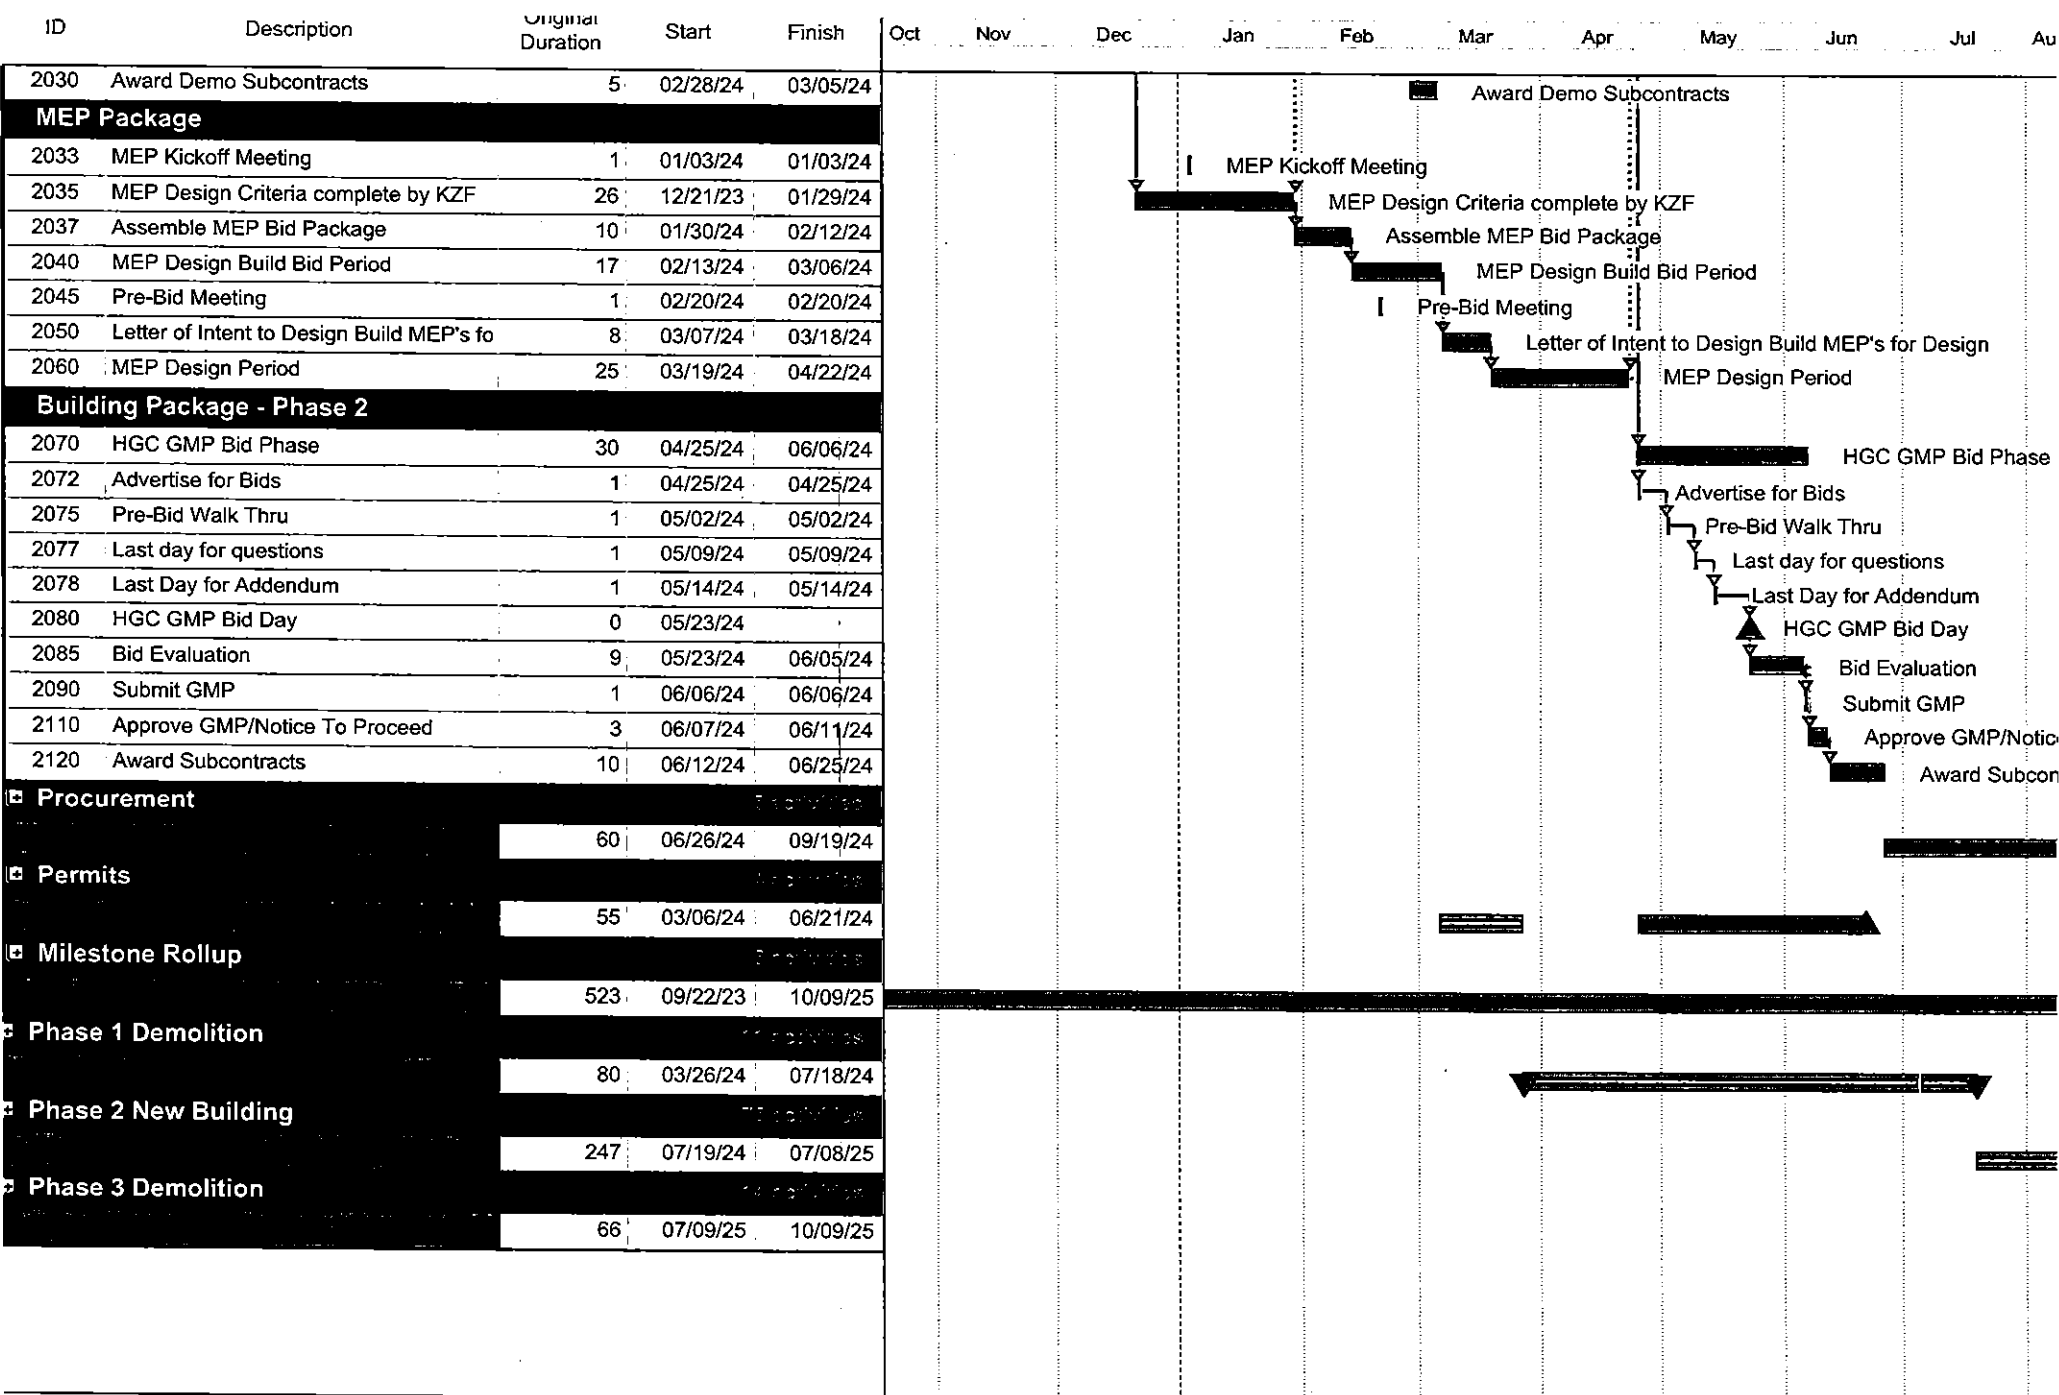 ID Description Original Duration Start Finish Oct Nov Dec Jan Feb Mar Apr May Jun Jul Au
2030 Award Demo Subcontracts 5 02/28/24 03/05/24 Award Demo Subcontracts
MEP Package
2033 MEP Kickoff Meeting 1 01/03/24 01/03/24 MEP Kickoff Meeting
2035 MEP Design Criteria complete by KZF 26 12/21/23 01/29/24 MEP Design Criteria complete by KZF
2037 Assemble MEP Bid Package 10 01/30/24 02/12/24 Assemble MEP Bid Package
2040 MEP Design Build Bid Period 17 02/13/24 03/06/24 MEP Design Build Bid Period
2045 Pre-Bid Meeting 1 02/20/24 02/20/24 Pre-Bid Meeting
2050 Letter of Intent to Design Build MEP's fo 8 03/07/24 03/18/24 Letter of Intent to Design Build MEP's for Design
2060 MEP Design Period 25 03/19/24 04/22/24 MEP Design Period
Building Package - Phase 2
2070 HGC GMP Bid Phase 30 04/25/24 06/06/24 HGC GMP Bid Phase
2072 Advertise for Bids 1 04/25/24 04/25/24 Advertise for Bids
2075 Pre-Bid Walk Thru 1 05/02/24 05/02/24 Pre-Bid Walk Thru
2077 Last day for questions 1 05/09/24 05/09/24 Last day for questions
2078 Last Day for Addendum 1 05/14/24 05/14/24 Last Day for Addendum
2080 HGC GMP Bid Day 0 05/23/24 HGC GMP Bid Day
2085 Bid Evaluation 9 05/23/24 06/05/24 Bid Evaluation
2090 Submit GMP 1 06/06/24 06/06/24 Submit GMP
2110 Approve GMP/Notice To Proceed 3 06/07/24 06/11/24 Approve GMP/Notic
2120 Award Subcontracts 10 06/12/24 06/25/24 Award Subcon
Procurement
60 06/26/24 09/19/24
Permits
55 03/06/24 06/21/24
Milestone Rollup
523 09/22/23 10/09/25
Phase 1 Demolition
80 03/26/24 07/18/24
Phase 2 New Building
247 07/19/24 07/08/25
Phase 3 Demolition
66 07/09/25 10/09/25